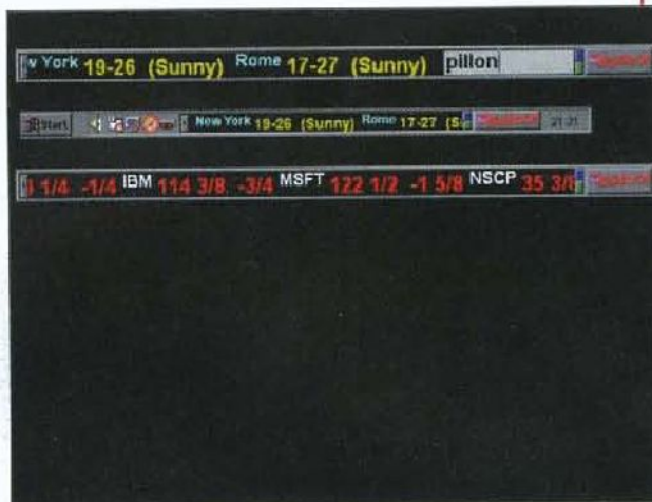 w York 19-26 (Sunny) Rome 17-27 (Sunny) pillon
Start New York 19-26 (Sunny) Rome 17-27 (S
1/4 -1/4 IBM 114 3/8 -3/4 MSFT 122 1/2 -1 5/8 NSCP 35 3/8